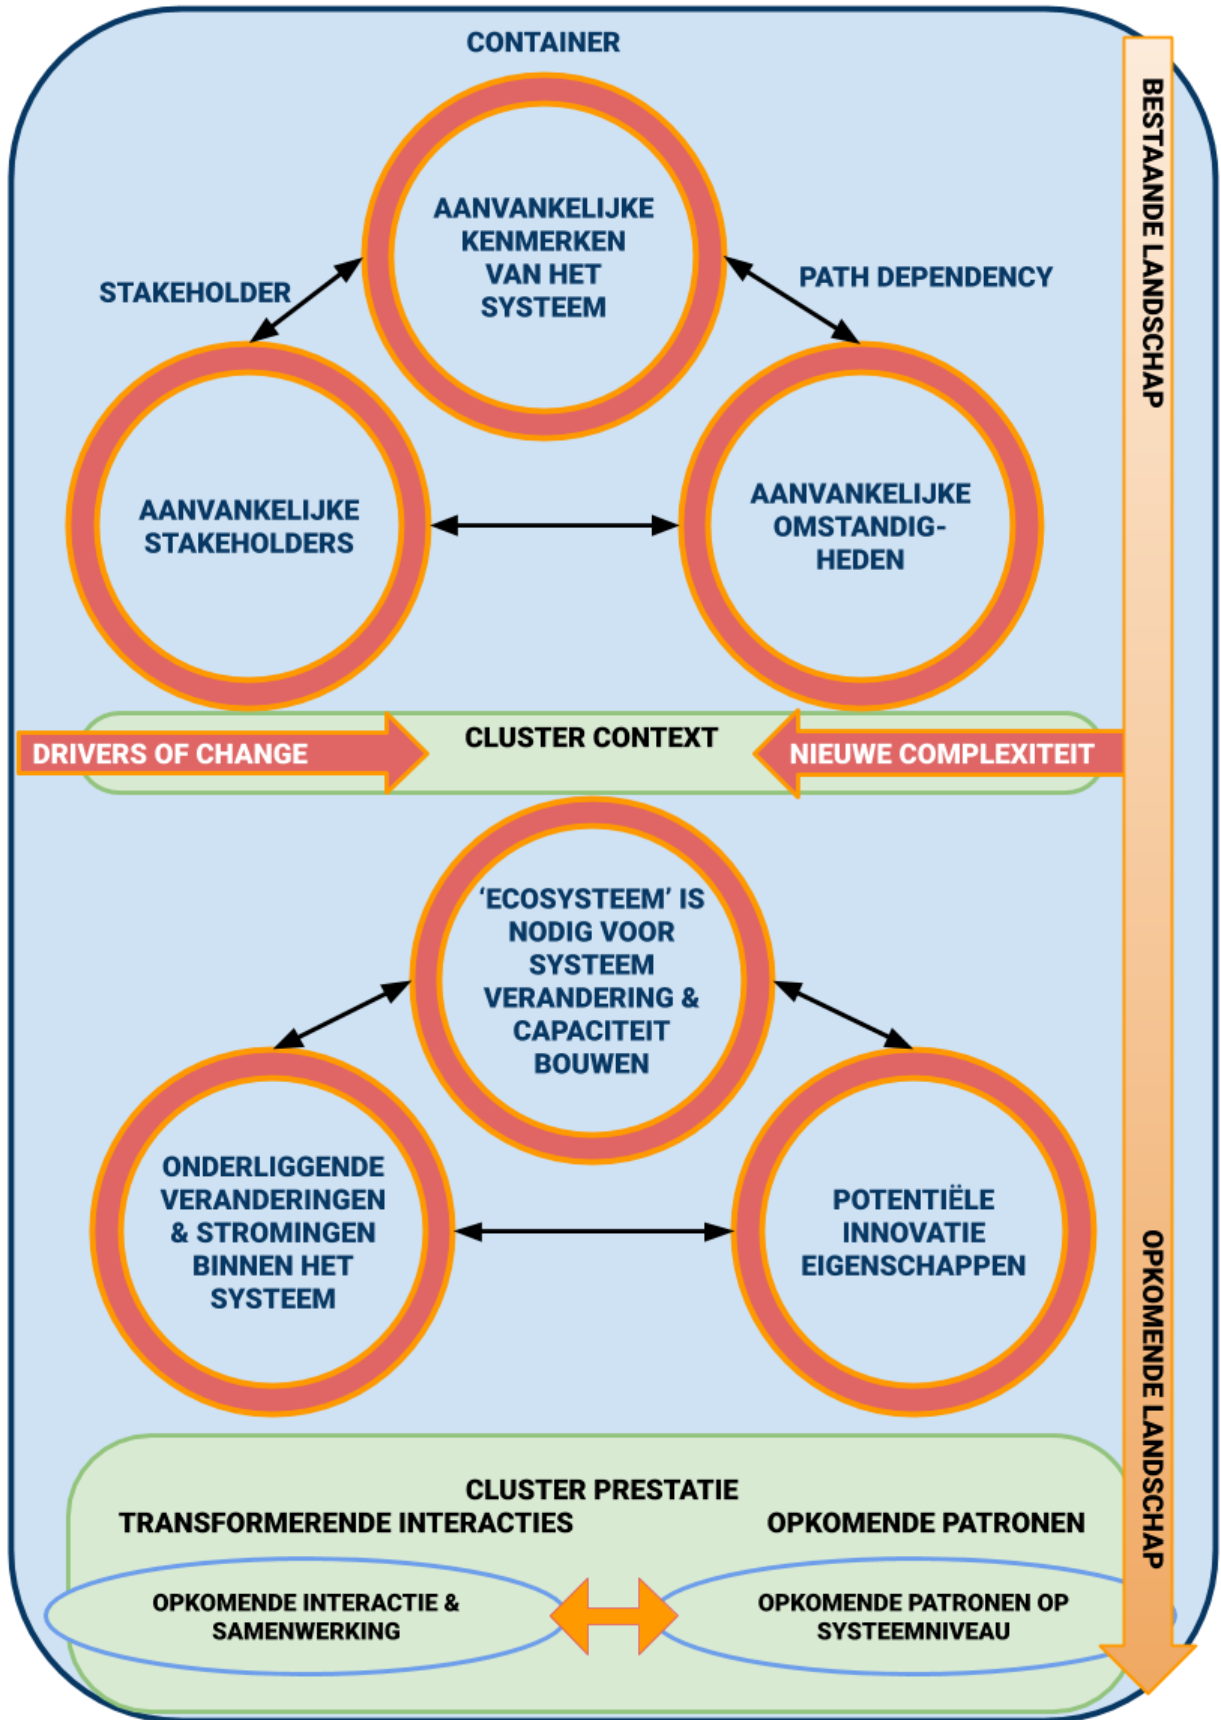 CONTAINER
BESTAANDE LANDSCHAP
AANVANKELIJKE
KENMERKEN
VAN HET
SYSTEEM
STAKEHOLDER
PATH DEPENDENCY
AANVANKELIJKE
STAKEHOLDERS
AANVANKELIJKE
OMSTANDIG-
HEDEN
DRIVERS OF CHANGE
CLUSTER CONTEXT
NIEUWE COMPLEXITEIT
‘ECOSYSTEEM’ IS
NODIG VOOR
SYSTEEM
VERANDERING &
CAPACITEIT
BOUWEN
ONDERLIGGENDE
VERANDERINGEN
& STROMINGEN
BINNEN HET
SYSTEEM
POTENTIËLE
INNOVATIE
EIGENSCHAPPEN
OPKOMENDE LANDSCHAP
CLUSTER PRESTATIE
TRANSFORMERENDE INTERACTIES
OPKOMENDE PATRONEN
OPKOMENDE INTERACTIE &
SAMENWERKING
OPKOMENDE PATRONEN OP
SYSTEEMNIVEAU